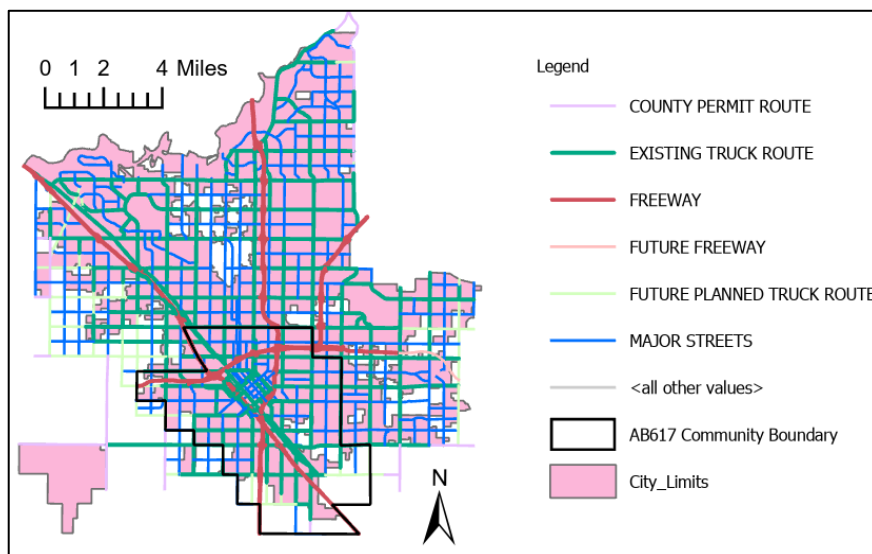 0 1 2 4 Miles
Legend
COUNTY PERMIT ROUTE
EXISTING TRUCK ROUTE
FREEWAY
FUTURE FREEWAY
FUTURE PLANNED TRUCK ROUTE
MAJOR STREETS
<all other values>
AB617 Community Boundary
City_Limits
N